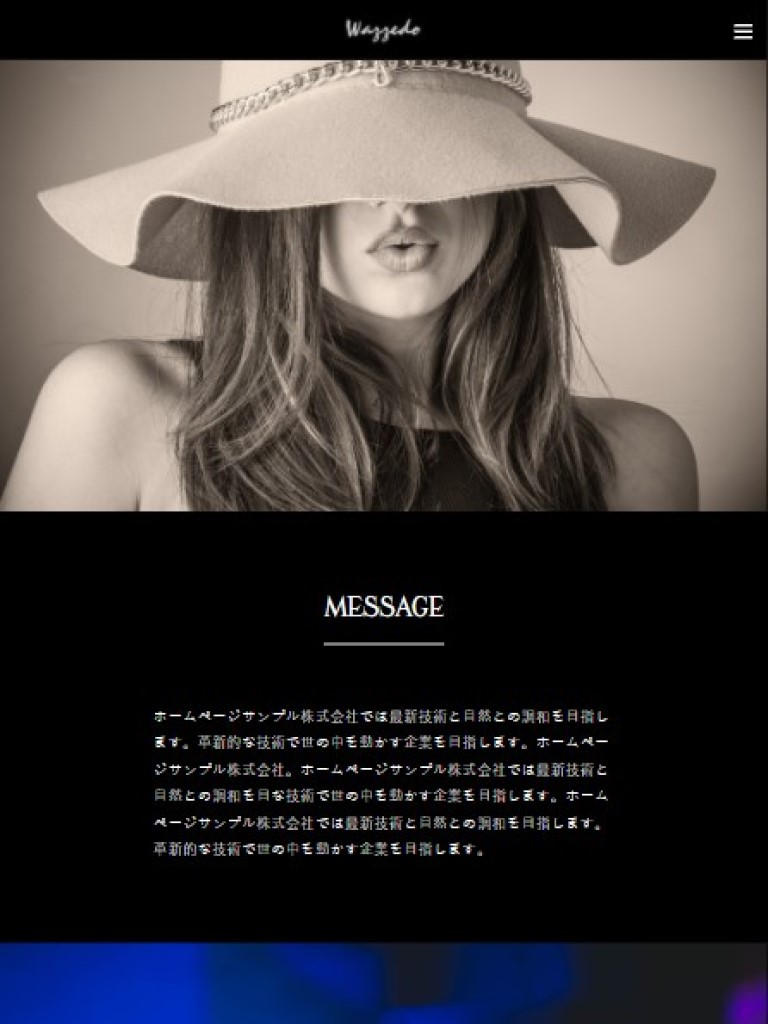 Wazzedo
MESSAGE
ホームページサンプル株式会社では最新技術と自然との調和を目指し
ます。革新的な技術で世の中を動かす企業を目指します。ホームペー
ジサンプル株式会社。ホームページサンプル株式会社では最新技術と
自然との調和を目な技術で世の中を動かす企業を目指します。ホーム
ページサンプル株式会社では最新技術と自然との調和を目指します。
革新的な技術で世の中を動かす企業を目指します。